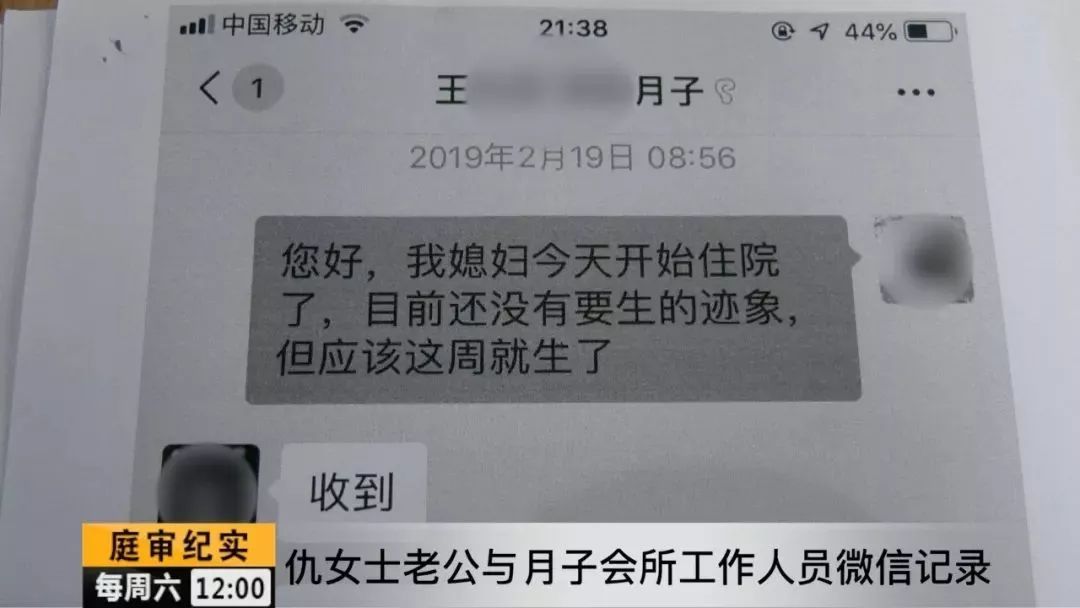 中国移动
21:38
44%
1
王
月子
2019年2月19日 08:56
您好，我媳妇今天开始住院
了，目前还没有要生的迹象，
但应该这周就生了
收到
庭审纪实
每周六 12:00
仇女士老公与月子会所工作人员微信记录